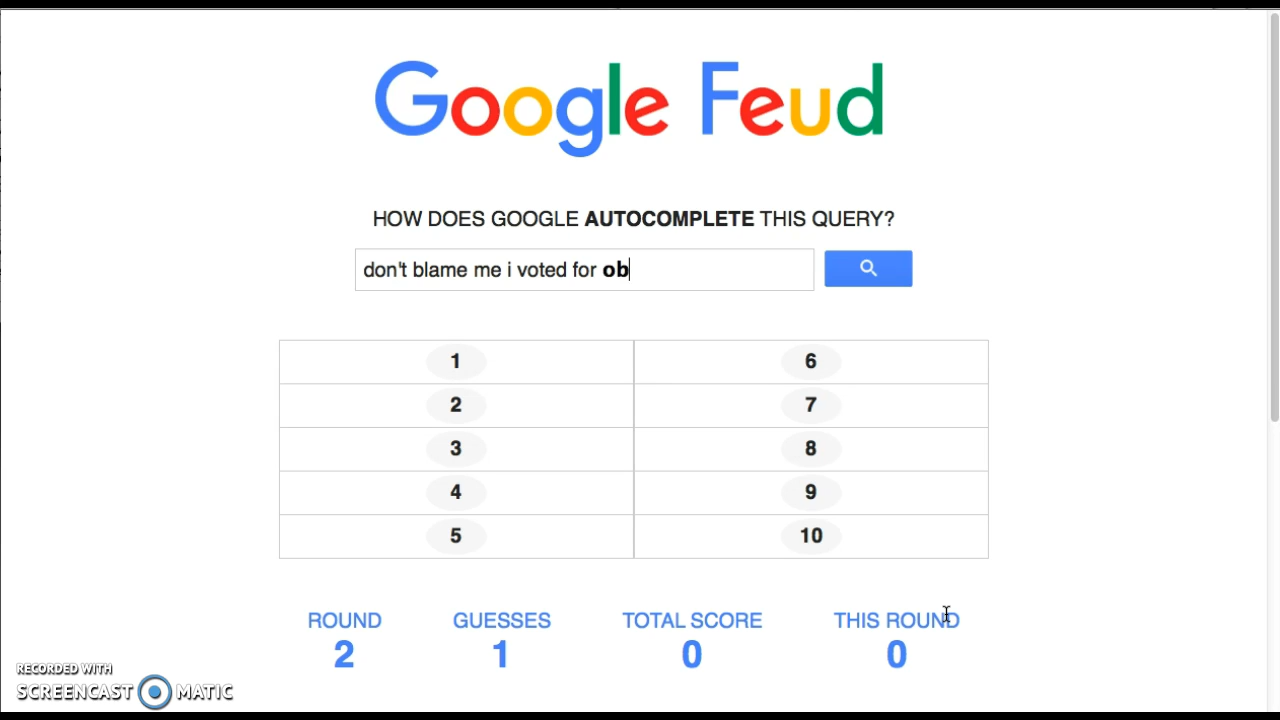 Google Feud
HOW DOES GOOGLE AUTOCOMPLETE THIS QUERY?
don't blame me i voted for ob
1 6
2 7
3 8
4 9
5 10
ROUND GUESSES TOTAL SCORE THIS ROUND
2 1 0 0
RECORDED WITH
SCREENCAST MATIC